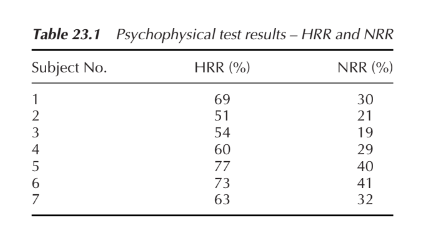 Table 23.1 Psychophysical test results – HRR and NRR
Subject No. HRR (%) NRR (%)
1 69 30
2 51 21
3 54 19
4 60 29
5 77 40
6 73 41
7 63 32